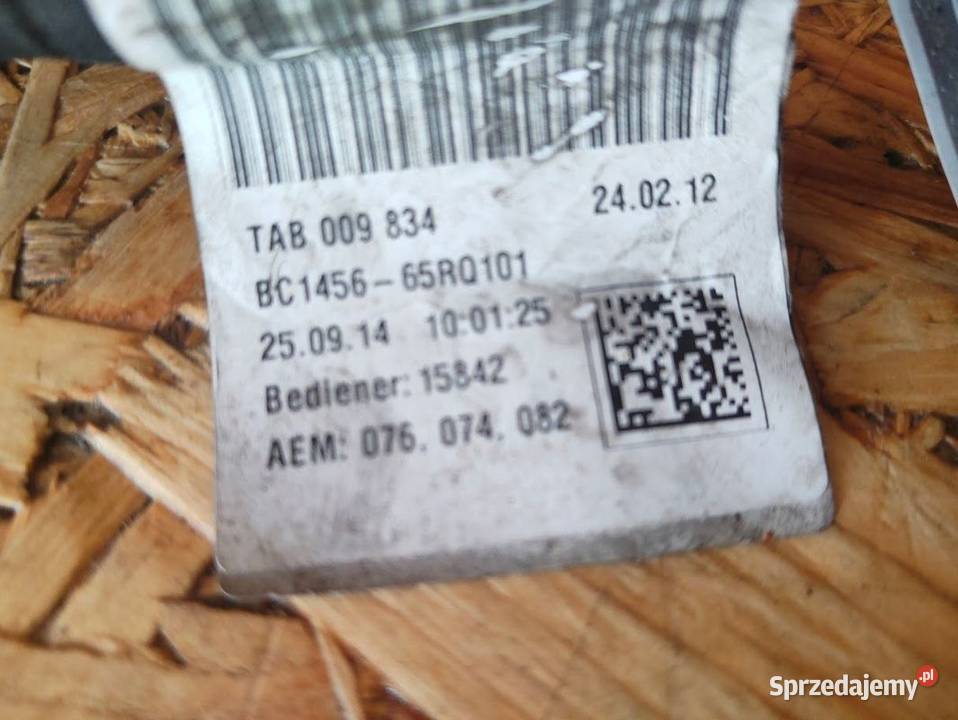 TAB 009 834 24.02.12
BC1456-65RQ101
25.09.14 10:01:25
Bediener: 15842
AEM: 076. 074. 082
Sprzedajemy.pl